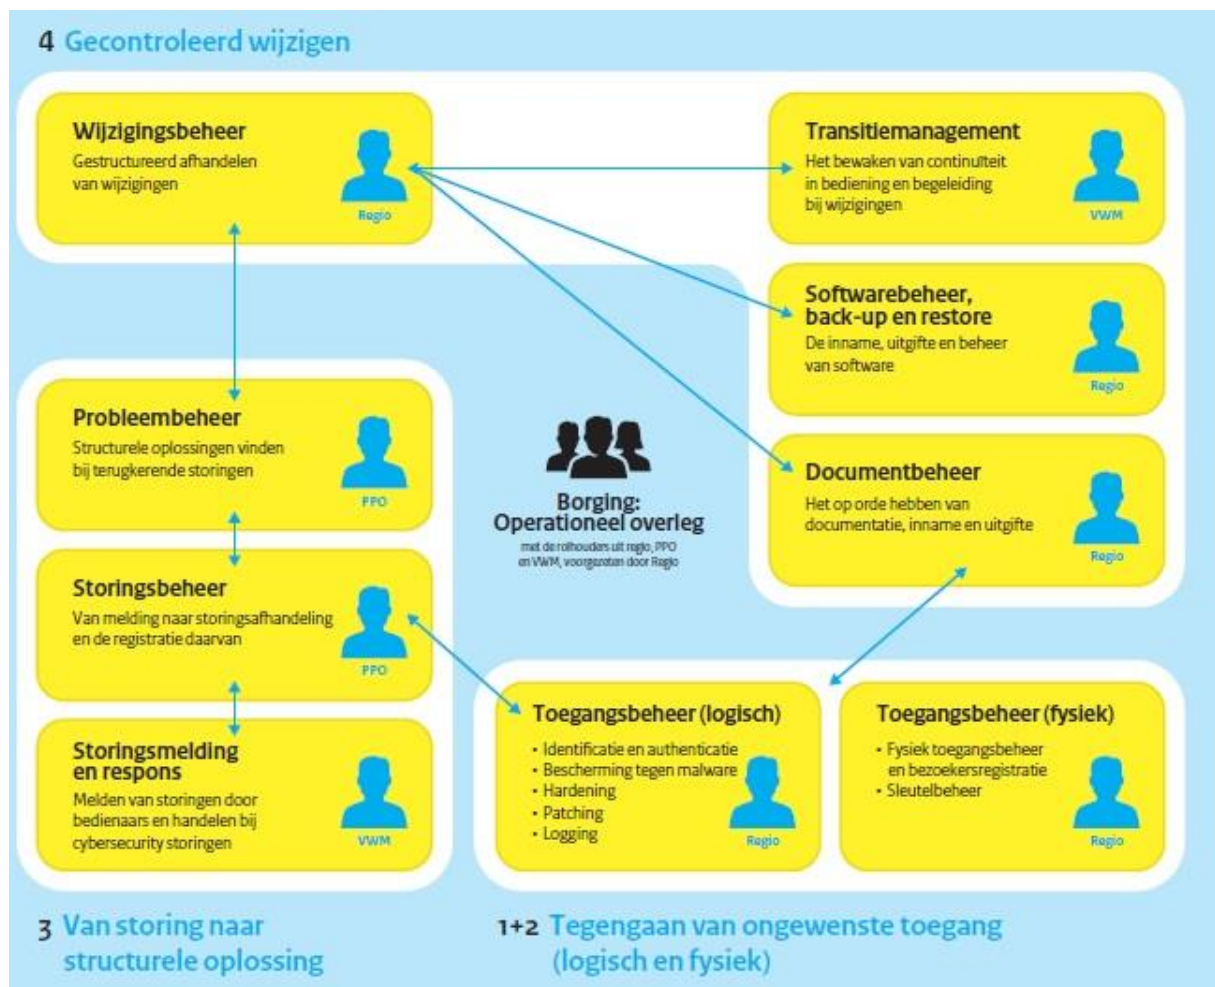 4 Gecontroleerd wijzigen
Wijzigingsbeheer
Gestructureerd afhandelen
van wijzigingen
Regio
Transitiemanagement
Het bewaken van continuïteit
in bediening en begeleiding
bij wijzigingen
VWM
Softwarebeheer,
back-up en restore
De inname, uitgifte en beheer
van software
Regio
Documentbeheer
Het op orde hebben van
documentatie, inname en uitgifte
Regio
Probleembeheer
Structurele oplossingen vinden
bij terugkerende storingen
PPO
Storingsbeheer
Van melding naar storingsafhandeling
en de registratie daarvan
PPO
Storingsmelding
en respons
Melden van storingen door
bedienaars en handelen bij
cybersecurity storingen
VWM
Borging:
Operationeel overleg
met de rolhouders uit regio, PPO
en VWM, voorgezeten door Regio
Toegangsbeheer (logisch)
• Identificatie en authenticatie
• Bescherming tegen malware
• Hardening
• Patching
• Logging
Regio
Toegangsbeheer (fysiek)
• Fysiek toegangsbeheer
en bezoekersregistratie
• Sleutelbeheer
Regio
3 Van storing naar
structurele oplossing
1+2 Tegengaan van ongewenste toegang
(logisch en fysiek)